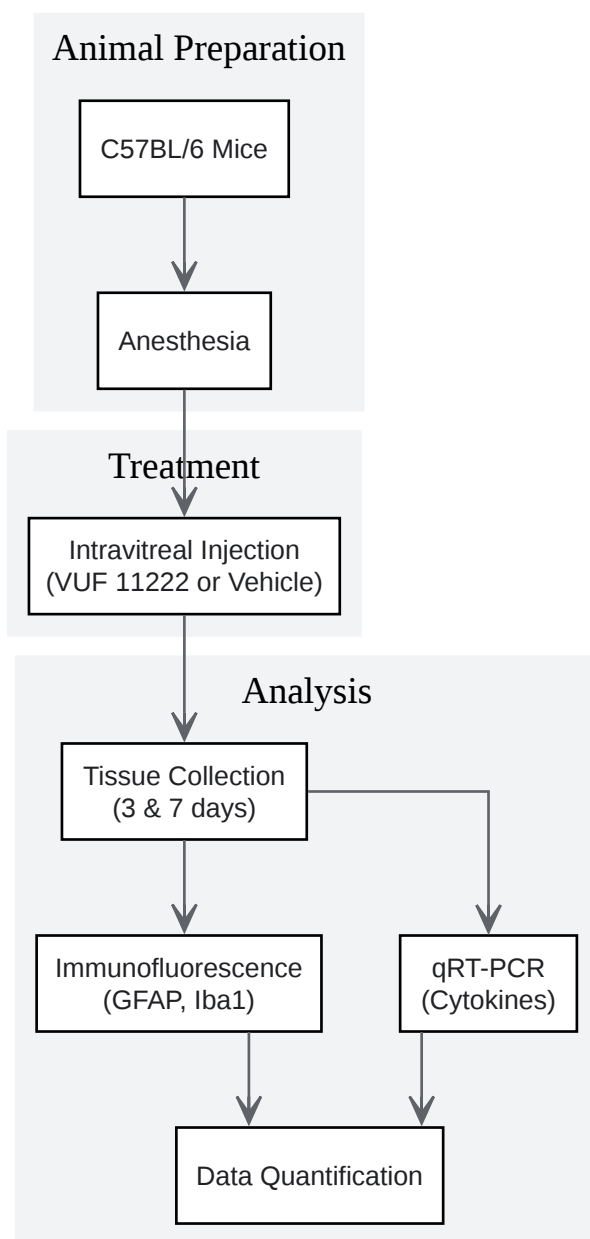 Animal Preparation
C57BL/6 Mice
Anesthesia
Treatment
Intravitreal Injection
(VUF 11222 or Vehicle)
Analysis
Tissue Collection
(3 & 7 days)
Immunofluorescence
(GFAP, Iba1)
qRT-PCR
(Cytokines)
Data Quantification